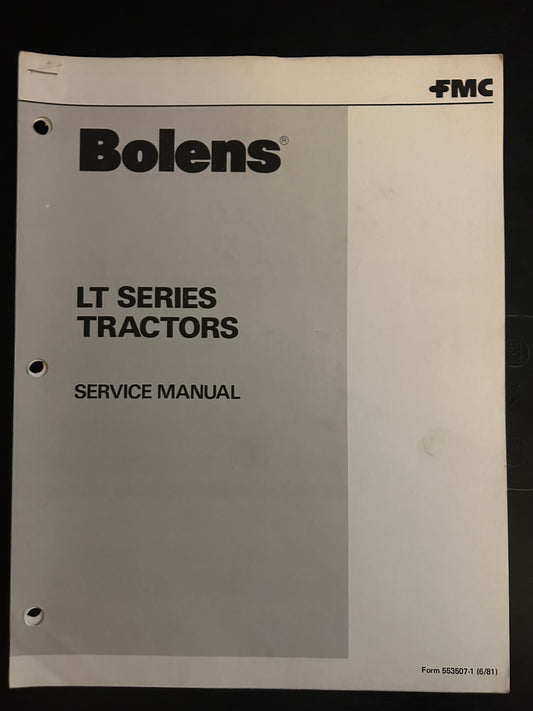 FMC
Bolens®
LT SERIES
TRACTORS
SERVICE MANUAL
Form 553507-1 (6/81)